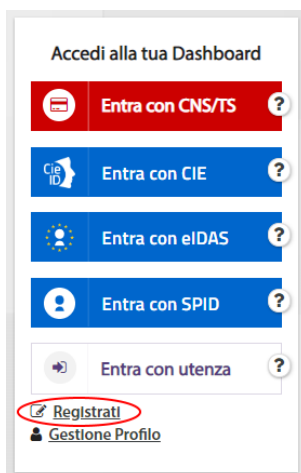 Accedi alla tua Dashboard
Entra con CNS/TS ?
Cie ID Entra con CIE ?
Entra con eIDAS ?
Entra con SPID ?
Entra con utenza ?
Registrati
Gestione Profilo